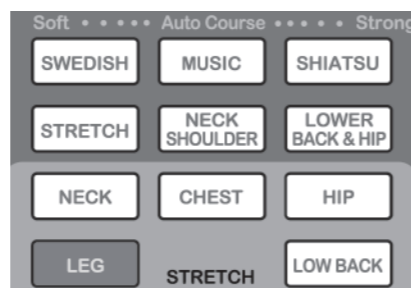 Soft • • • • • Auto Course • • • • • Strong
SWEDISH MUSIC SHIATSU
STRETCH NECK SHOULDER LOWER BACK & HIP
NECK CHEST HIP
LEG STRETCH LOW BACK